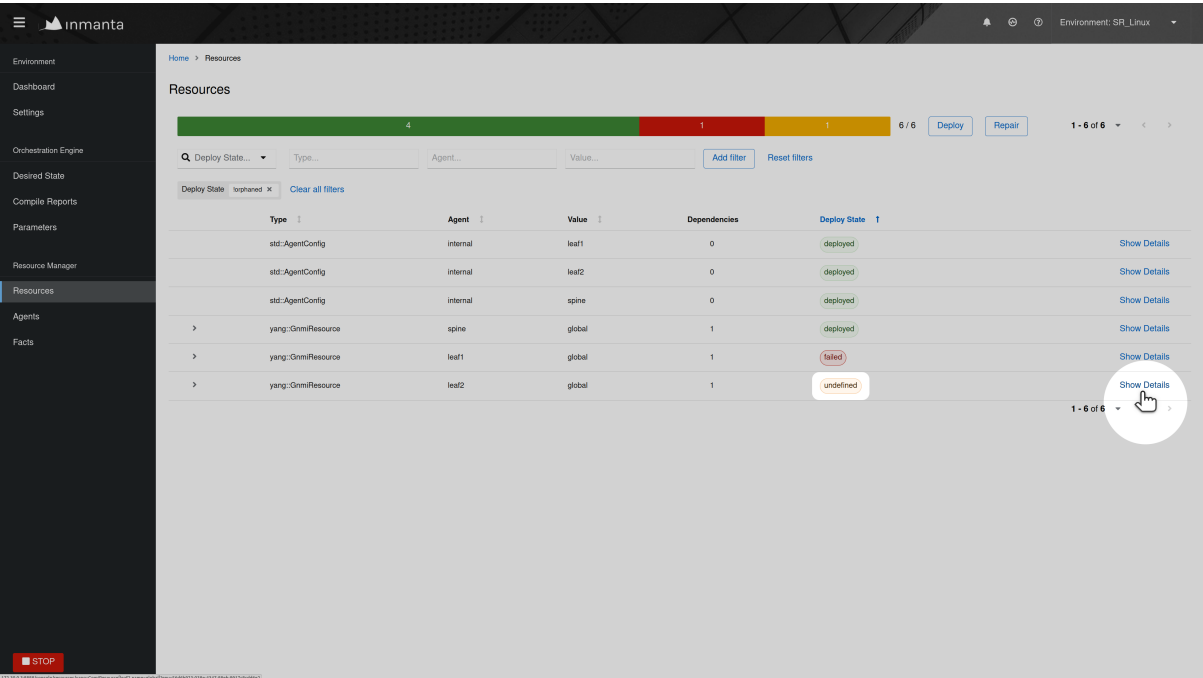 inmanta
Environment: SR_Linux
Environment
Dashboard
Settings
Orchestration Engine
Desired State
Compile Reports
Parameters
Resource Manager
Resources
Agents
Facts
STOP
Home > Resources
Resources
4 1 1 6 / 6 Deploy Repair 1 - 6 of 6
Deploy State... Type... Agent... Value... Add filter Reset filters
Deploy State !orphaned × Clear all filters
Type Agent Value Dependencies Deploy State
std::AgentConfig internal leaf1 0 deployed Show Details
std::AgentConfig internal leaf2 0 deployed Show Details
std::AgentConfig internal spine 0 deployed Show Details
yang::GnmiResource spine global 1 deployed Show Details
yang::GnmiResource leaf1 global 1 failed Show Details
yang::GnmiResource leaf2 global 1 undefined Show Details
1 - 6 of 6